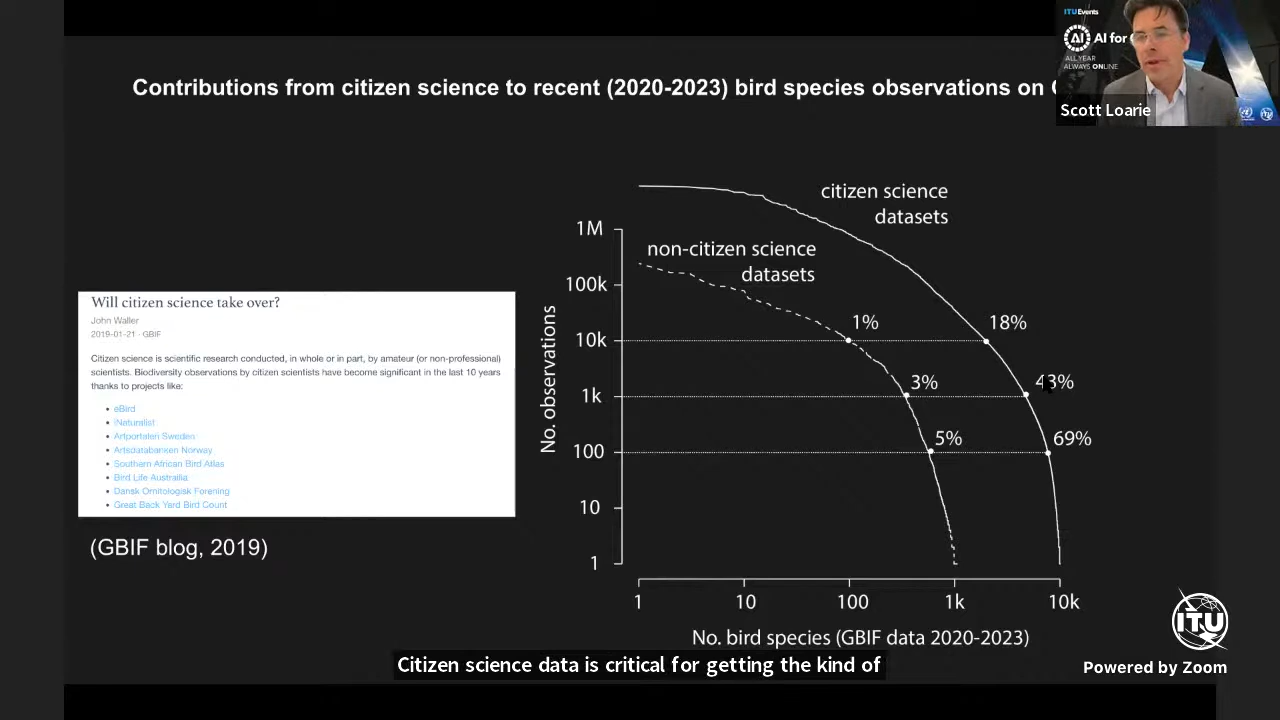 Contributions from citizen science to recent (2020-2023) bird species observations on
ITUEvents
AI
AI for
ALL YEAR
ALWAYS ONLINE
Scott Loarie
citizen science
datasets
non-citizen science
datasets
1M
100k
10k
1k
100
10
1
No. observations
1%
18%
3%
43%
5%
69%
1
10
100
1k
10k
No. bird species (GBIF data 2020-2023)
Will citizen science take over?
John Waller
2019-01-21 · GBIF
Citizen science is scientific research conducted, in whole or in part, by amateur (or non-professional)
scientists. Biodiversity observations by citizen scientists have become significant in the last 10 years
thanks to projects like:
• eBird
• iNaturalist
• Artportalen Sweden
• Artsdatabanken Norway
• Southern African Bird Atlas
• Bird Life Austrailia
• Dansk Ornitologisk Forening
• Great Back Yard Bird Count
(GBIF blog, 2019)
Citizen science data is critical for getting the kind of
ITU
Powered by Zoom